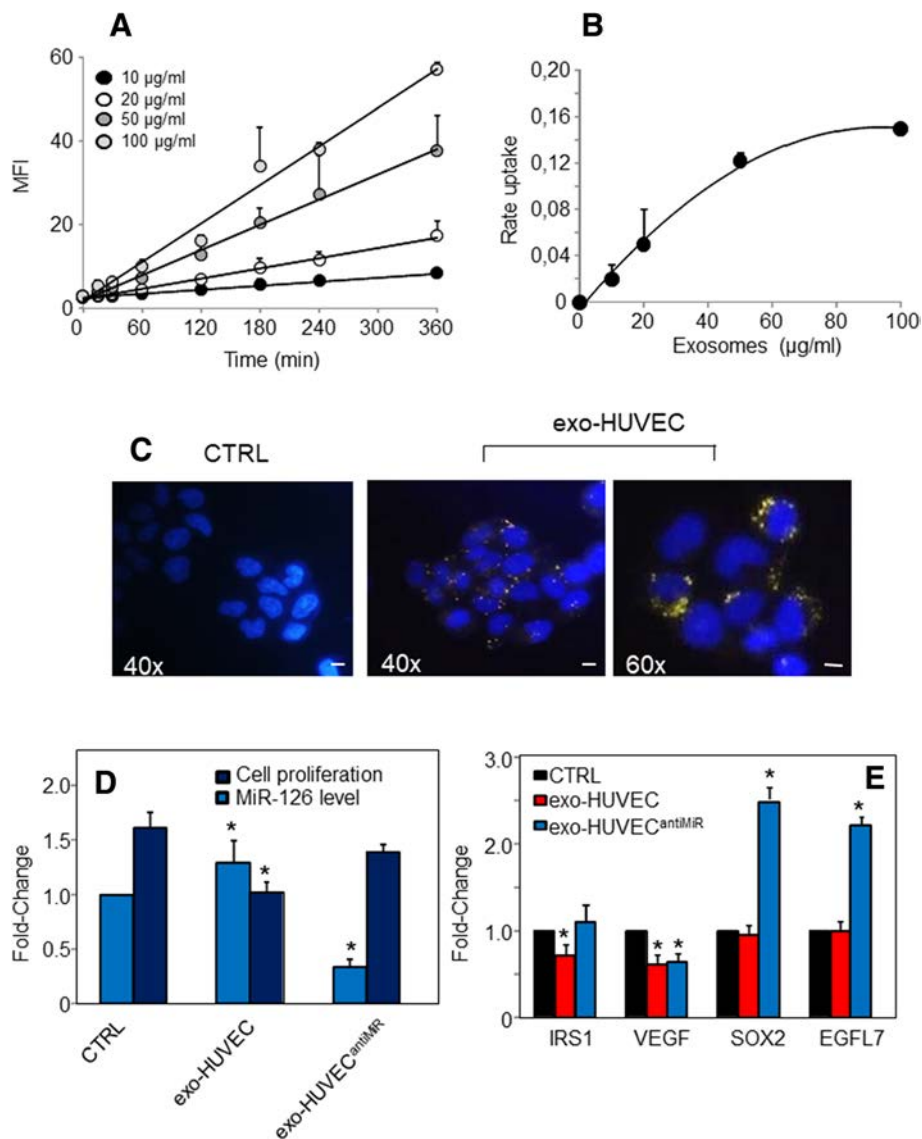 A
60
40
20
0
MFI
10 µg/ml
20 µg/ml
50 µg/ml
100 µg/ml
0 60 120 180 240 300 360
Time (min)
B
0,20
0,16
0,12
0,08
0,04
0
Rate uptake
0 20 40 60 80 100
Exosomes (µg/ml)
C
CTRL
exo-HUVEC
40x
40x
60x
D
2.0
1.5
1.0
0.5
0
Fold-Change
Cell proliferation
MiR-126 level
*
*
*
CTRL
exo-HUVEC
exo-HUVECantiMiR
E
3.0
2.0
1.0
0
Fold-Change
CTRL
exo-HUVEC
exo-HUVECantiMiR
*
*
*
*
*
IRS1 VEGF SOX2 EGFL7